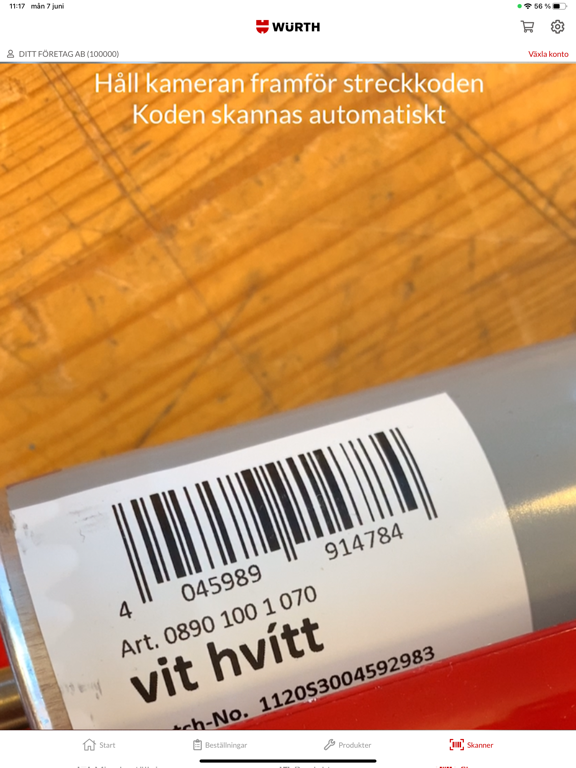 11:17 mån 7 juni 56 %
WÜRTH
DITT FÖRETAG AB (100000) Växla konto
Håll kameran framför streckkoden
Koden skannas automatiskt
4 045989 914784
Art. 0890 100 1 070
vit hvítt
tch-No. 1120S3004592983
Start Beställningar Produkter Skanner